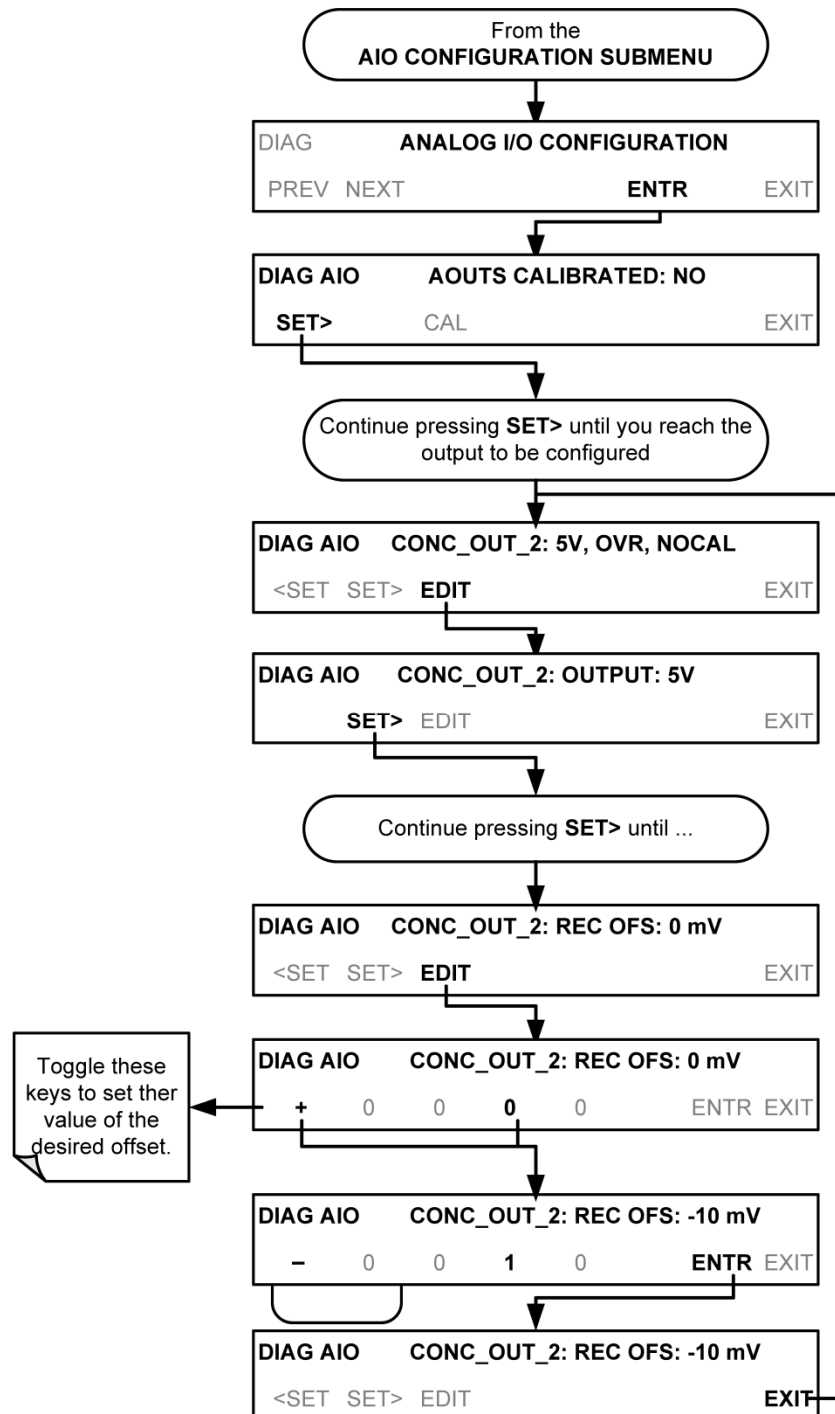 From the
AIO CONFIGURATION SUBMENU
DIAG ANALOG I/O CONFIGURATION
PREV NEXT ENTR EXIT
DIAG AIO AOUTS CALIBRATED: NO
SET> CAL EXIT
Continue pressing SET> until you reach the
output to be configured
DIAG AIO CONC_OUT_2: 5V, OVR, NOCAL
<SET SET> EDIT EXIT
DIAG AIO CONC_OUT_2: OUTPUT: 5V
SET> EDIT EXIT
Continue pressing SET> until ...
DIAG AIO CONC_OUT_2: REC OFS: 0 mV
<SET SET> EDIT EXIT
Toggle these
keys to set ther
value of the
desired offset.
DIAG AIO CONC_OUT_2: REC OFS: 0 mV
+ 0 0 0 0 ENTR EXIT
DIAG AIO CONC_OUT_2: REC OFS: -10 mV
– 0 0 1 0 ENTR EXIT
DIAG AIO CONC_OUT_2: REC OFS: -10 mV
<SET SET> EDIT EXIT